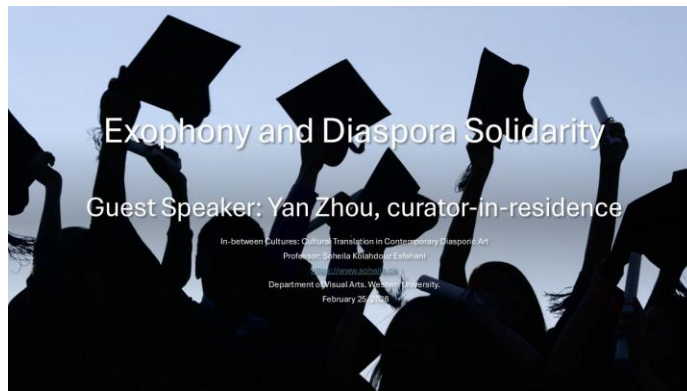 Exophony and Diaspora Solidarity
Guest Speaker: Yan Zhou, curator-in-residence
In-between Cultures: Cultural Translation in Contemporary Diasporic Art
Professor: Soheila Kolahdouz Esfahani
Department of Visual Arts. Western University.
February 25, 2026